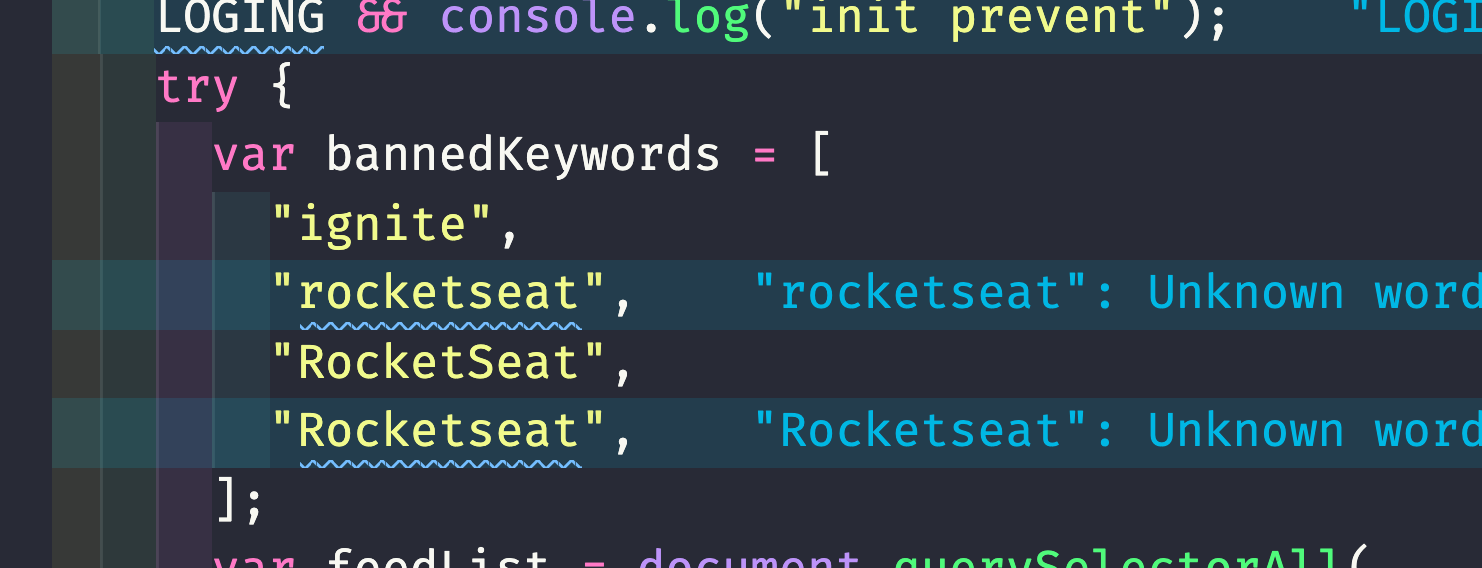 LOGING && console.log("init prevent"); "LOGI
try {
var bannedKeywords = [
"ignite",
"rocketseat", "rocketseat": Unknown word
"RocketSeat",
"Rocketseat", "Rocketseat": Unknown word
];
var feedList = document.querySelectorAll(